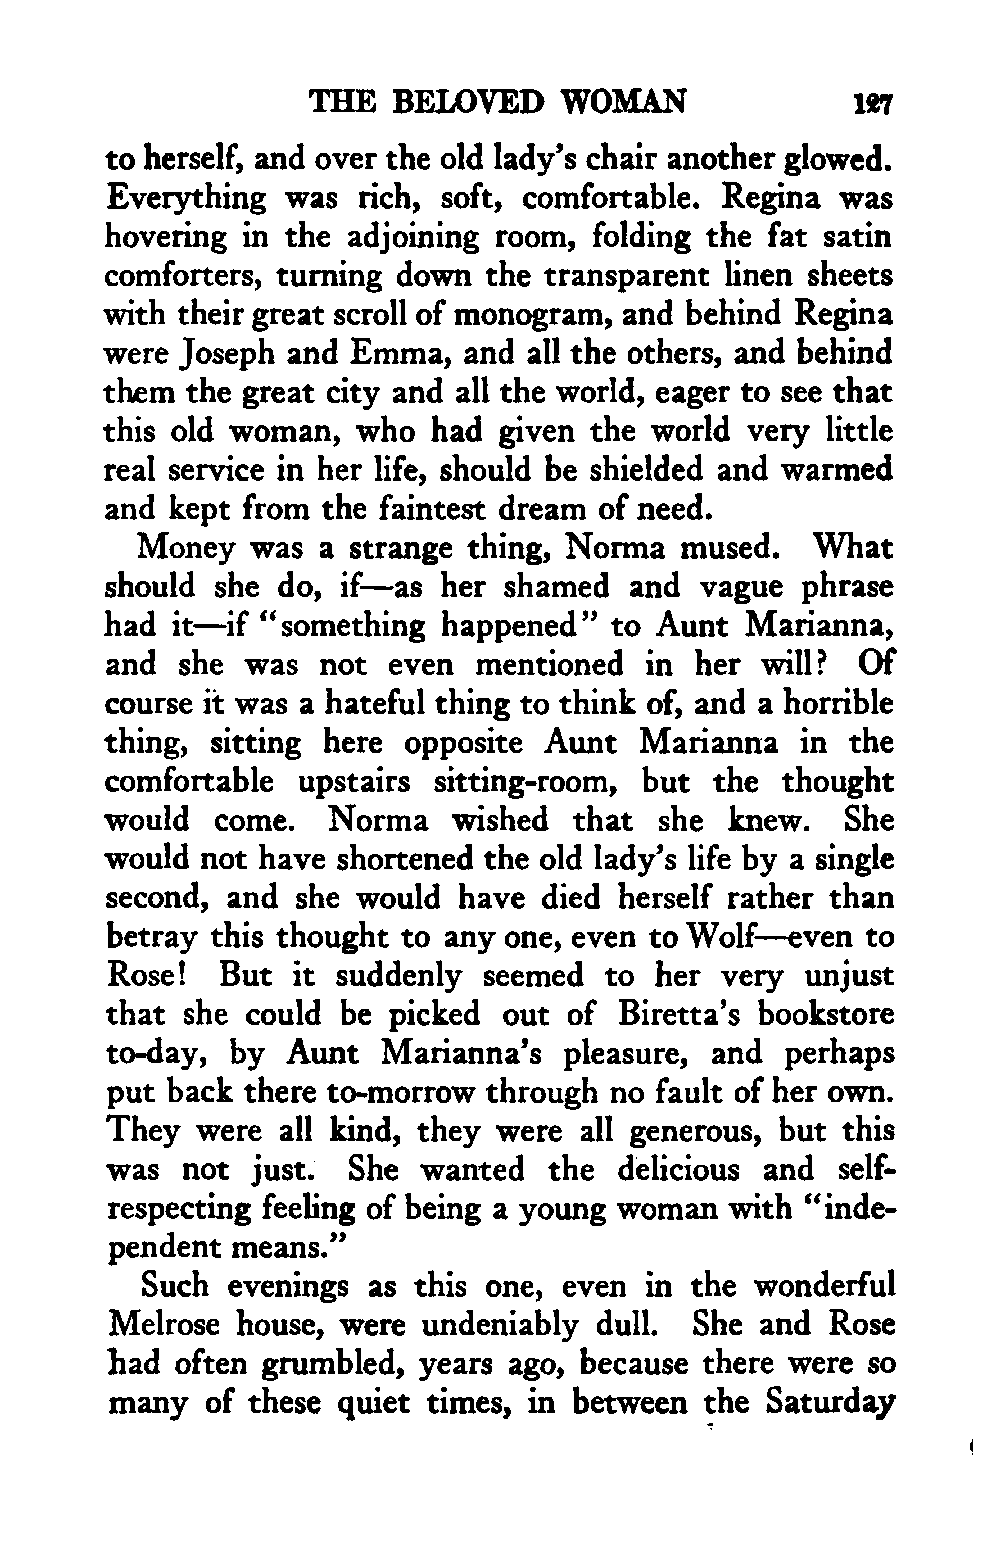 THE BELOVED WOMAN 127
to herself, and over the old lady's chair another glowed.
Everything was rich, soft, comfortable. Regina was
hovering in the adjoining room, folding the fat satin
comforters, turning down the transparent linen sheets
with their great scroll of monogram, and behind Regina
were Joseph and Emma, and all the others, and behind
them the great city and all the world, eager to see that
this old woman, who had given the world very little
real service in her life, should be shielded and warmed
and kept from the faintest dream of need.
Money was a strange thing, Norma mused. What
should she do, if—as her shamed and vague phrase
had it—if "something happened" to Aunt Marianna,
and she was not even mentioned in her will? Of
course it was a hateful thing to think of, and a horrible
thing, sitting here opposite Aunt Marianna in the
comfortable upstairs sitting-room, but the thought
would come. Norma wished that she knew. She
would not have shortened the old lady's life by a single
second, and she would have died herself rather than
betray this thought to any one, even to Wolf—even to
Rose! But it suddenly seemed to her very unjust
that she could be picked out of Biretta's bookstore
to-day, by Aunt Marianna's pleasure, and perhaps
put back there to-morrow through no fault of her own.
They were all kind, they were all generous, but this
was not just. She wanted the delicious and self-
respecting feeling of being a young woman with "inde-
pendent means."
Such evenings as this one, even in the wonderful
Melrose house, were undeniably dull. She and Rose
had often grumbled, years ago, because there were so
many of these quiet times, in between the Saturday